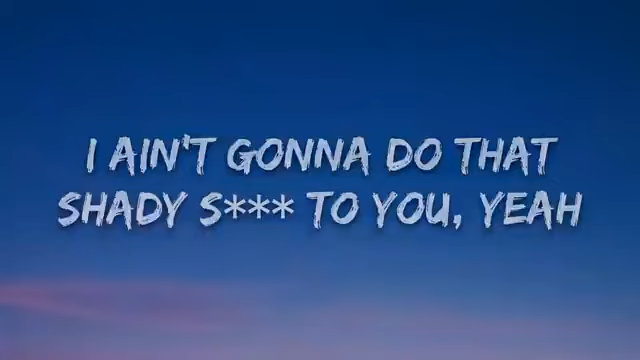 I AIN'T GONNA DO THAT
SHADY S*** TO YOU, YEAH